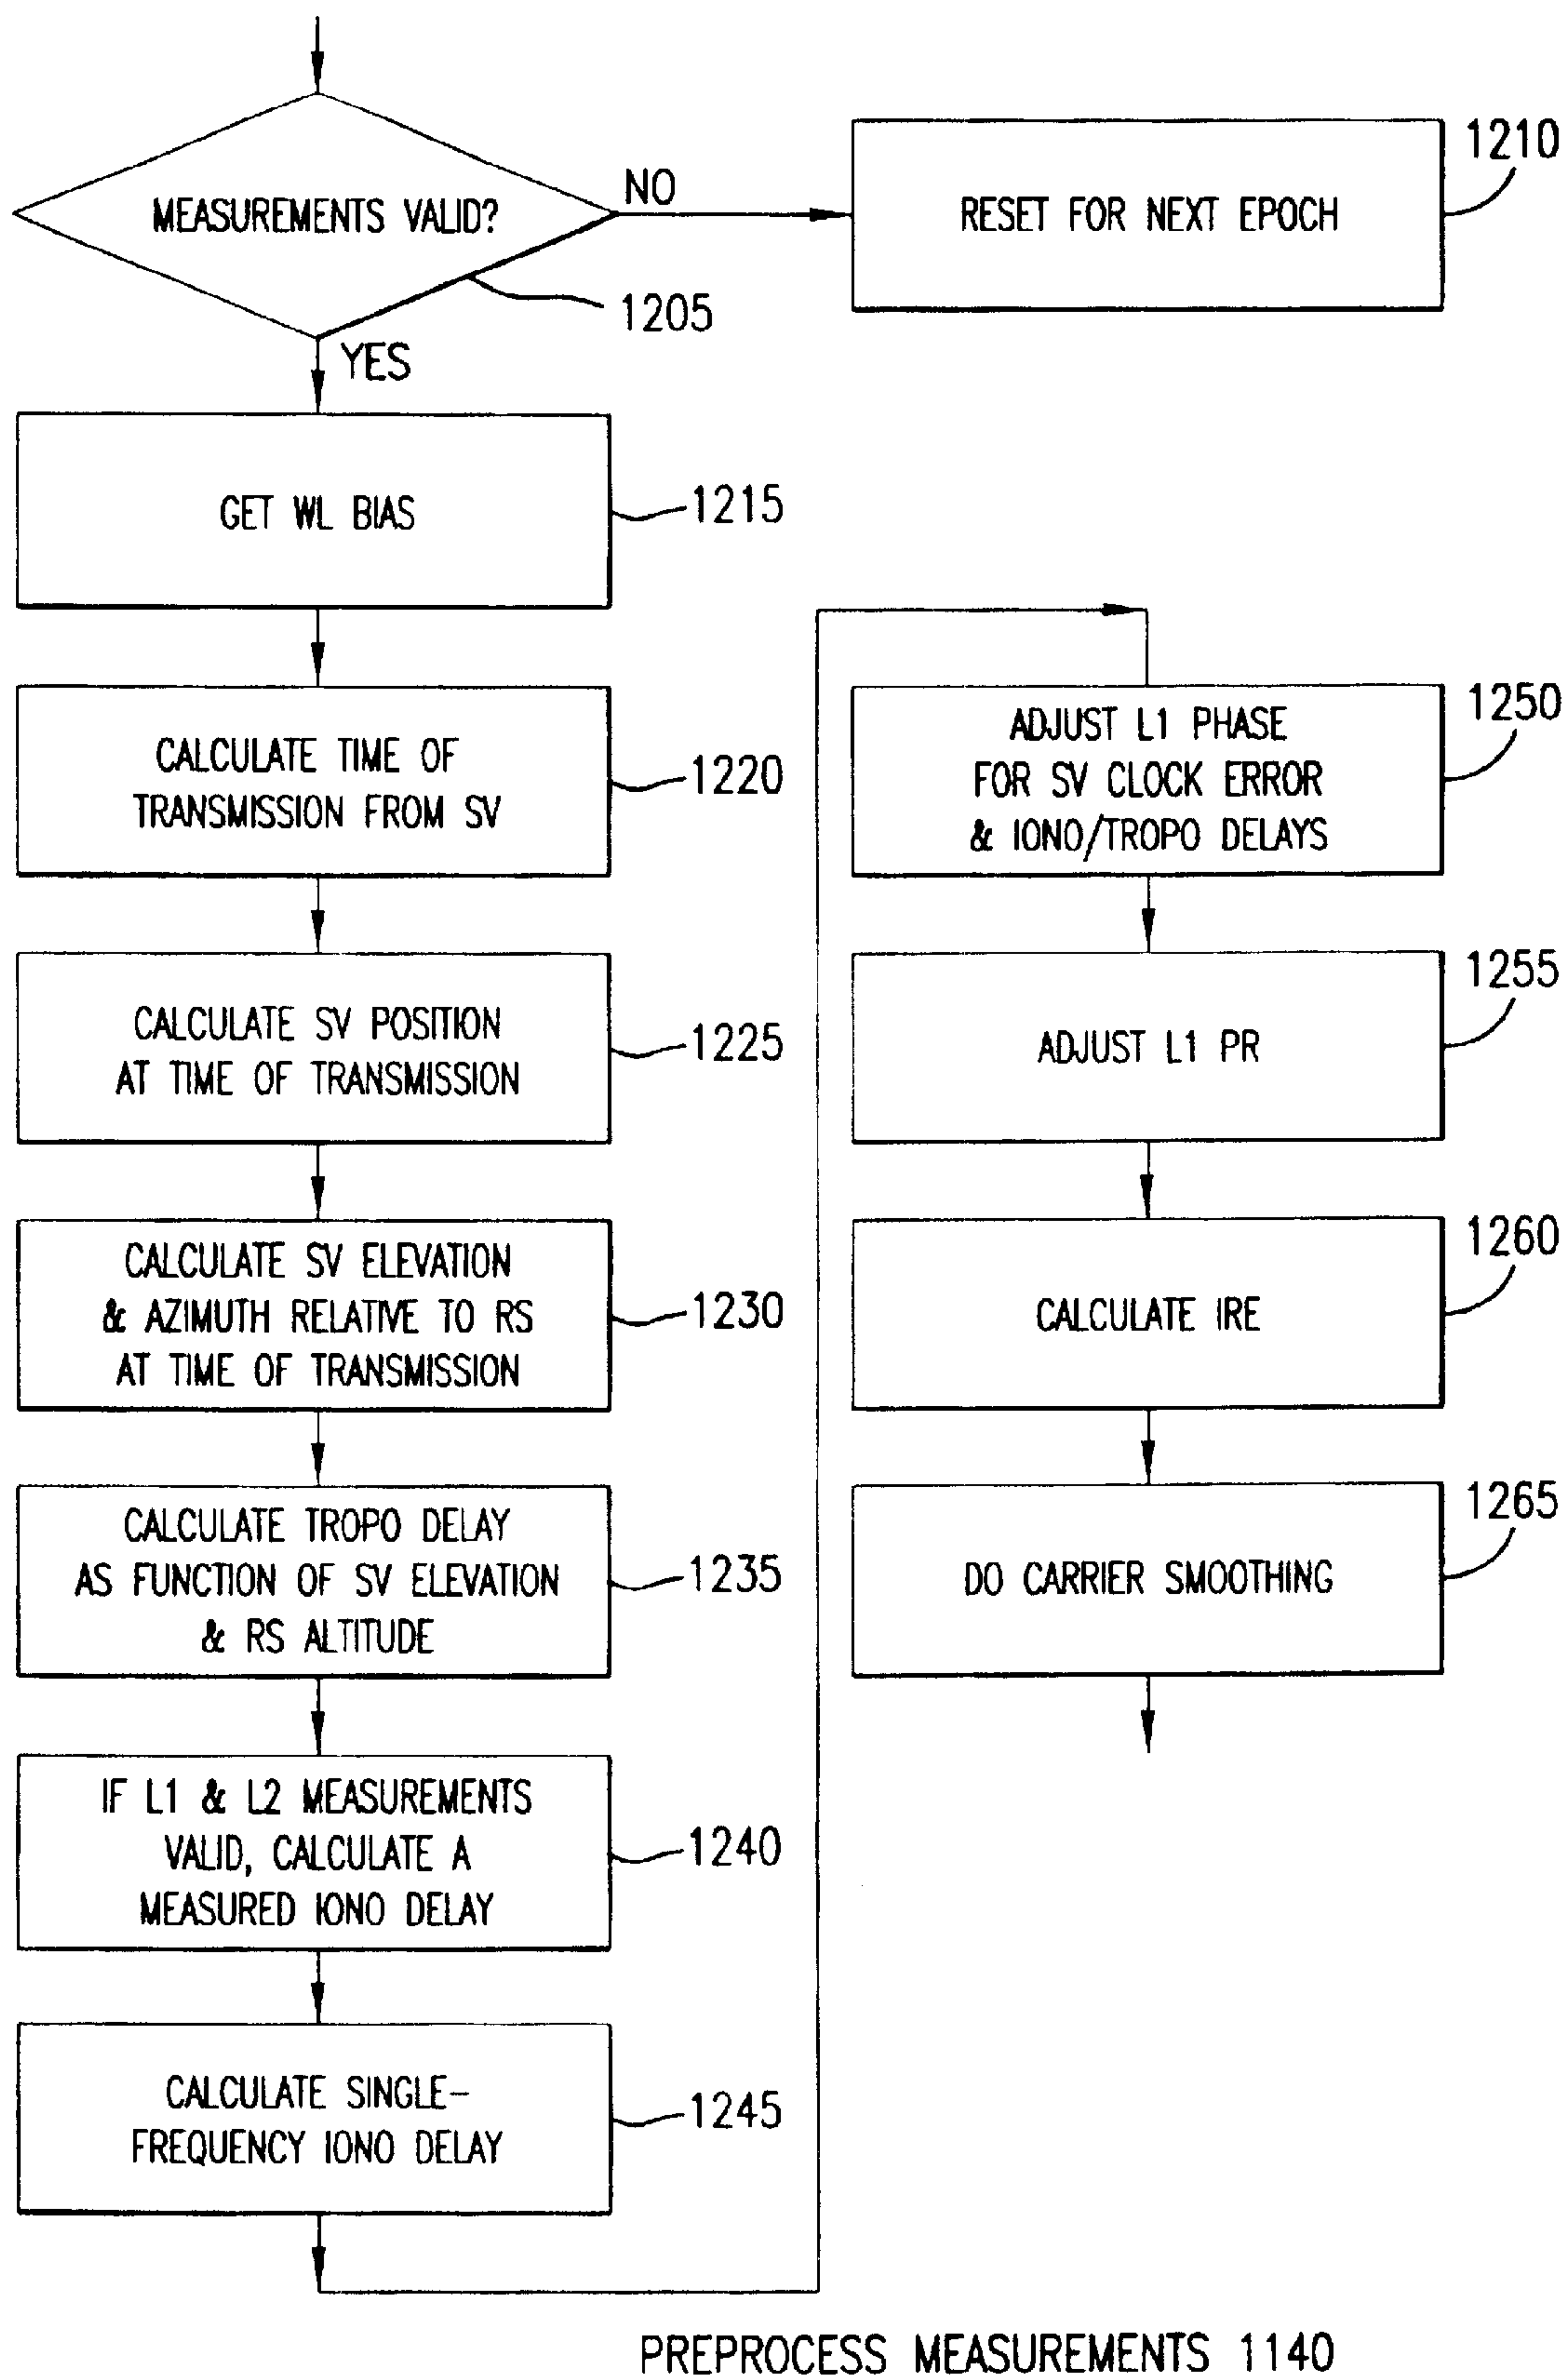 MEASUREMENTS VALID?
NO
YES
1205
RESET FOR NEXT EPOCH
1210
GET WL BIAS
1215
CALCULATE TIME OF
TRANSMISSION FROM SV
1220
CALCULATE SV POSITION
AT TIME OF TRANSMISSION
1225
CALCULATE SV ELEVATION
& AZIMUTH RELATIVE TO RS
AT TIME OF TRANSMISSION
1230
CALCULATE TROPO DELAY
AS FUNCTION OF SV ELEVATION
& RS ALTITUDE
1235
IF L1 & L2 MEASUREMENTS
VALID, CALCULATE A
MEASURED IONO DELAY
1240
CALCULATE SINGLE-
FREQUENCY IONO DELAY
1245
ADJUST L1 PHASE
FOR SV CLOCK ERROR
& IONO/TROPO DELAYS
1250
ADJUST L1 PR
1255
CALCULATE IRE
1260
DO CARRIER SMOOTHING
1265
PREPROCESS MEASUREMENTS 1140